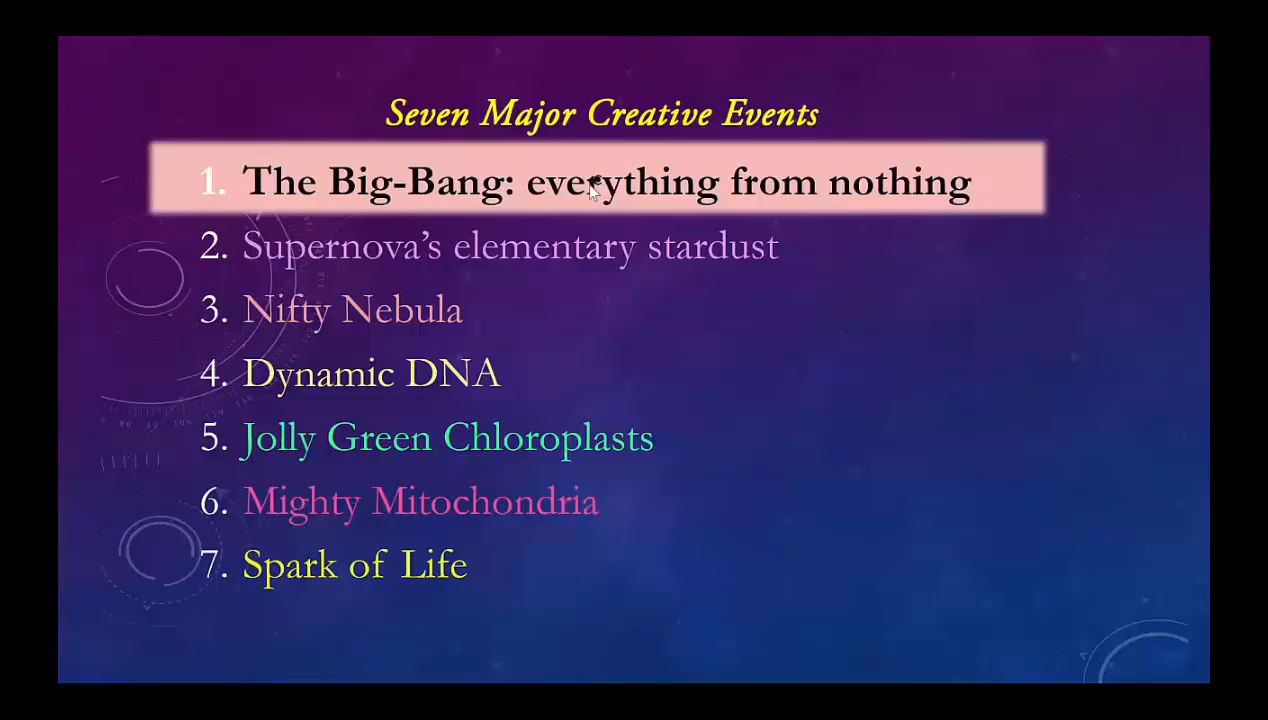 Seven Major Creative Events
1. The Big-Bang: everything from nothing
2. Supernova's elementary stardust
3. Nifty Nebula
4. Dynamic DNA
5. Jolly Green Chloroplasts
6. Mighty Mitochondria
7. Spark of Life